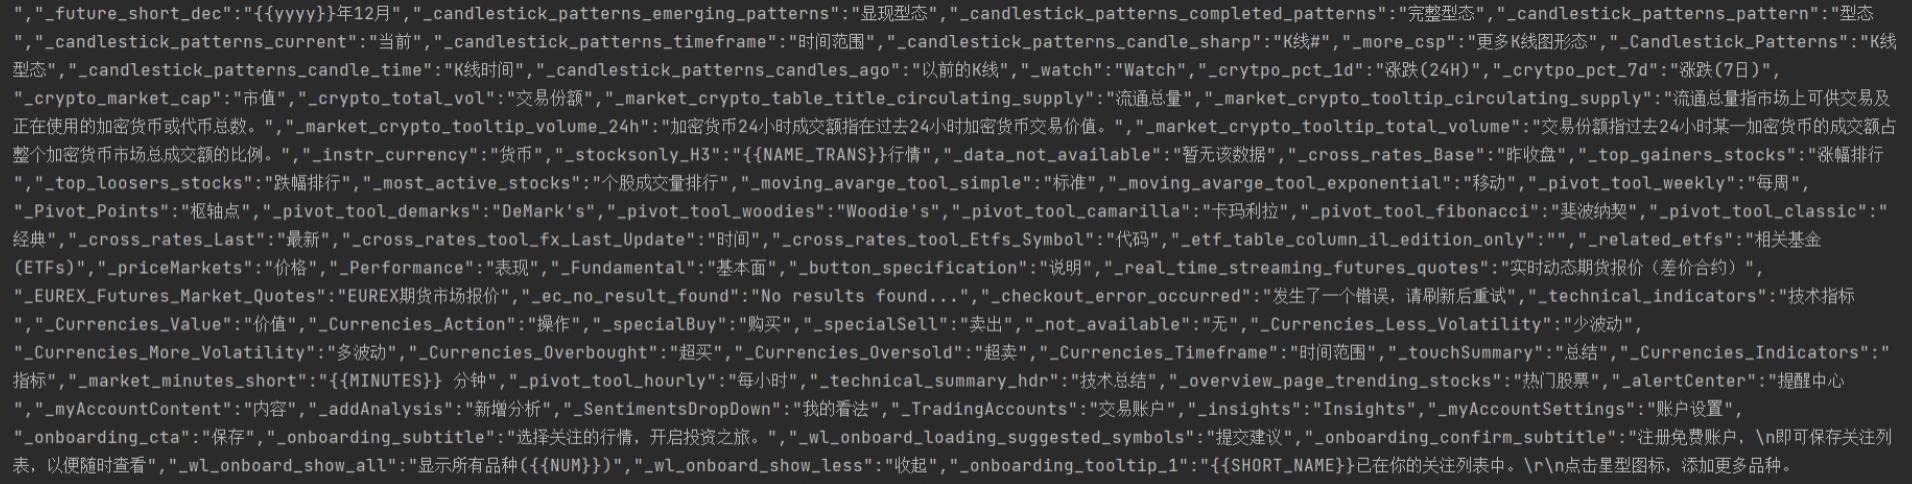 ","_future_short_dec":"{{yyyy}}年12月","_candlestick_patterns_emerging_patterns":"显现型态","_candlestick_patterns_completed_patterns":"完整型态","_candlestick_patterns_pattern":"型态
","_candlestick_patterns_current":"当前","_candlestick_patterns_timeframe":"时间范围","_candlestick_patterns_candle_sharp":"K线#","_more_csp":"更多K线图形态","_Candlestick_Patterns":"K线
型态","_candlestick_patterns_candle_time":"K线时间","_candlestick_patterns_candles_ago":"以前的K线","_watch":"Watch","_crytpo_pct_1d":"涨跌(24H)","_crytpo_pct_7d":"涨跌(7日)",
"_crypto_market_cap":"市值","_crypto_total_vol":"交易份额","_market_crypto_table_title_circulating_supply":"流通总量","_market_crypto_tooltip_circulating_supply":"流通总量指市场上可供交易及
正在使用的加密货币或代币总数。","_market_crypto_tooltip_volume_24h":"加密货币24小时成交额指在过去24小时加密货币交易价值。","_market_crypto_tooltip_total_volume":"交易份额指过去24小时某一加密货币的成交额占
整个加密货币市场总成交额的比例。","_instr_currency":"货币","_stocksonly_H3":"{{NAME_TRANS}}行情","_data_not_available":"暂无该数据","_cross_rates_Base":"昨收盘","_top_gainers_stocks":"涨幅排行
","_top_loosers_stocks":"跌幅排行","_most_active_stocks":"个股成交量排行","_moving_avarge_tool_simple":"标准","_moving_avarge_tool_exponential":"移动","_pivot_tool_weekly":"每周",
"_Pivot_Points":"枢轴点","_pivot_tool_demarks":"DeMark's","_pivot_tool_woodies":"Woodie's","_pivot_tool_camarilla":"卡玛利拉","_pivot_tool_fibonacci":"斐波纳契","_pivot_tool_classic":"
经典","_cross_rates_Last":"最新","_cross_rates_tool_fx_Last_Update":"时间","_cross_rates_tool_Etfs_Symbol":"代码","_etf_table_column_il_edition_only":"","_related_etfs":"相关基金
(ETFs)","_priceMarkets":"价格","_Performance":"表现","_Fundamental":"基本面","_button_specification":"说明","_real_time_streaming_futures_quotes":"实时动态期货报价（差价合约）",
"_EUREX_Futures_Market_Quotes":"EUREX期货市场报价","_ec_no_result_found":"No results found...","_checkout_error_occurred":"发生了一个错误，请刷新后重试","_technical_indicators":"技术指标
","_Currencies_Value":"价值","_Currencies_Action":"操作","_specialBuy":"购买","_specialSell":"卖出","_not_available":"无","_Currencies_Less_Volatility":"少波动",
"_Currencies_More_Volatility":"多波动","_Currencies_Overbought":"超买","_Currencies_Oversold":"超卖","_Currencies_Timeframe":"时间范围","_touchSummary":"总结","_Currencies_Indicators":"
指标","_market_minutes_short":"{{MINUTES}} 分钟","_pivot_tool_hourly":"每小时","_technical_summary_hdr":"技术总结","_overview_page_trending_stocks":"热门股票","_alertCenter":"提醒中心
","_myAccountContent":"内容","_addAnalysis":"新增分析","_SentimentsDropDown":"我的看法","_TradingAccounts":"交易账户","_insights":"Insights","_myAccountSettings":"账户设置",
"_onboarding_cta":"保存","_onboarding_subtitle":"选择关注的行情，开启投资之旅。","_wl_onboard_loading_suggested_symbols":"提交建议","_onboarding_confirm_subtitle":"注册免费账户，\n即可保存关注列
表，以便随时查看","_wl_onboard_show_all":"显示所有品种({{NUM}})","_wl_onboard_show_less":"收起","_onboarding_tooltip_1":"{{SHORT_NAME}}已在你的关注列表中。\r\n点击星型图标，添加更多品种。